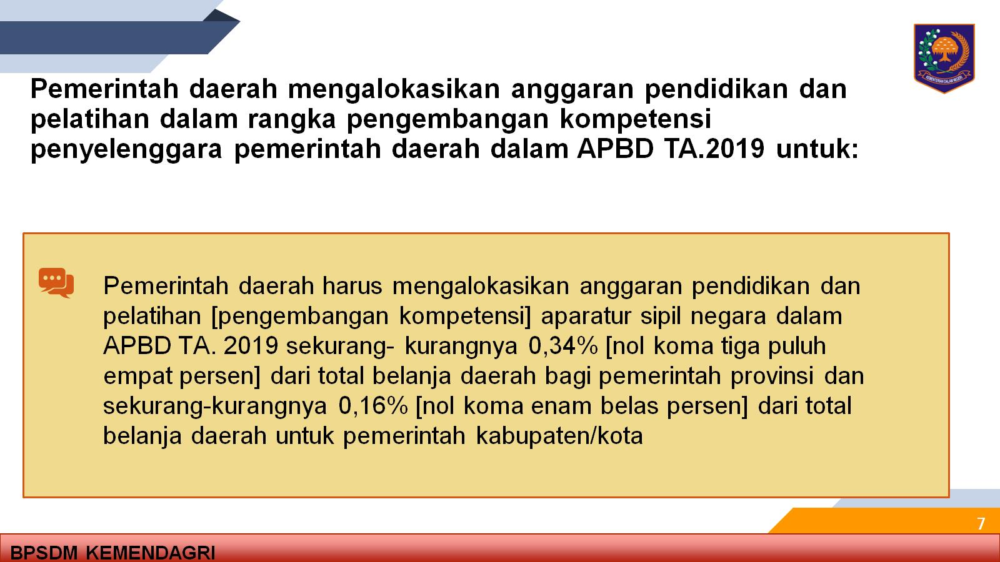 KEMENTERIAN DALAM NEGERI
Pemerintah daerah mengalokasikan anggaran pendidikan dan
pelatihan dalam rangka pengembangan kompetensi
penyelenggara pemerintah daerah dalam APBD TA.2019 untuk:
Pemerintah daerah harus mengalokasikan anggaran pendidikan dan
pelatihan [pengembangan kompetensi] aparatur sipil negara dalam
APBD TA. 2019 sekurang- kurangnya 0,34% [nol koma tiga puluh
empat persen] dari total belanja daerah bagi pemerintah provinsi dan
sekurang-kurangnya 0,16% [nol koma enam belas persen] dari total
belanja daerah untuk pemerintah kabupaten/kota
7
BPSDM KEMENDAGRI